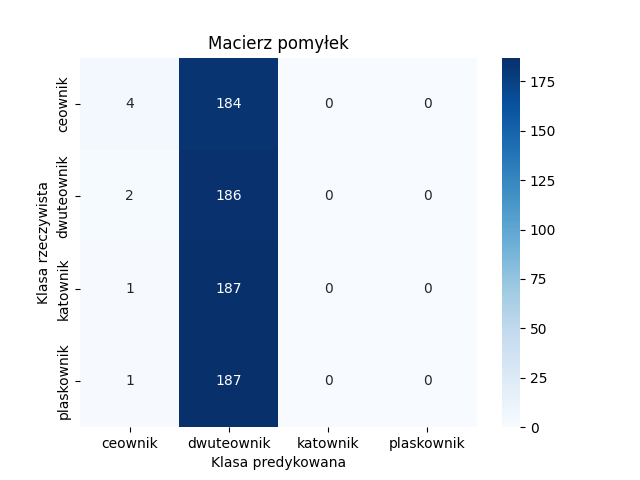 Macierz pomyłek
Klasa rzeczywista
ceownik 4 184 0 0
dwuteownik 2 186 0 0
katownik 1 187 0 0
plaskownik 1 187 0 0
ceownik dwuteownik katownik plaskownik
Klasa predykowana
175
150
125
100
75
50
25
0